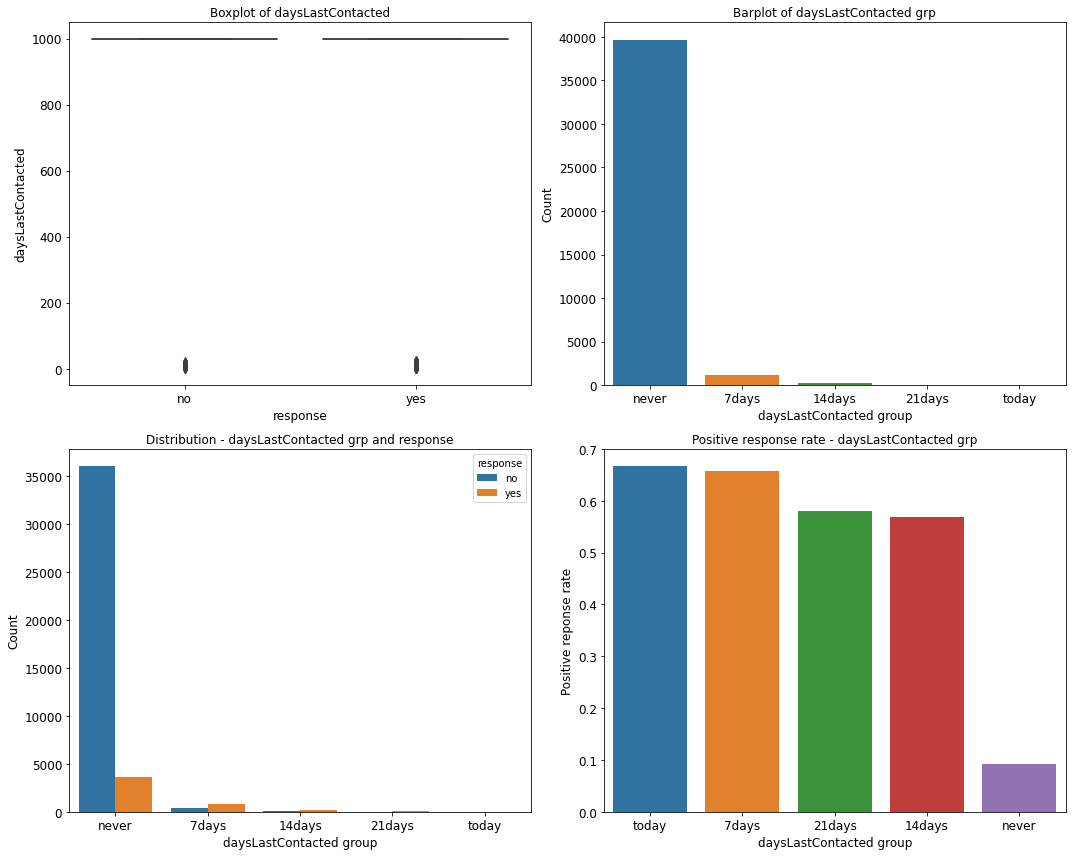 Boxplot of daysLastContacted
1000
800
600
400
200
0
daysLastContacted
no yes
response
Barplot of daysLastContacted grp
40000
35000
30000
25000
20000
15000
10000
5000
0
Count
never 7days 14days 21days today
daysLastContacted group
Distribution - daysLastContacted grp and response
35000
30000
25000
20000
15000
10000
5000
0
Count
response
no
yes
never 7days 14days 21days today
daysLastContacted group
Positive response rate - daysLastContacted grp
0.7
0.6
0.5
0.4
0.3
0.2
0.1
0.0
Positive reponse rate
today 7days 21days 14days never
daysLastContacted group